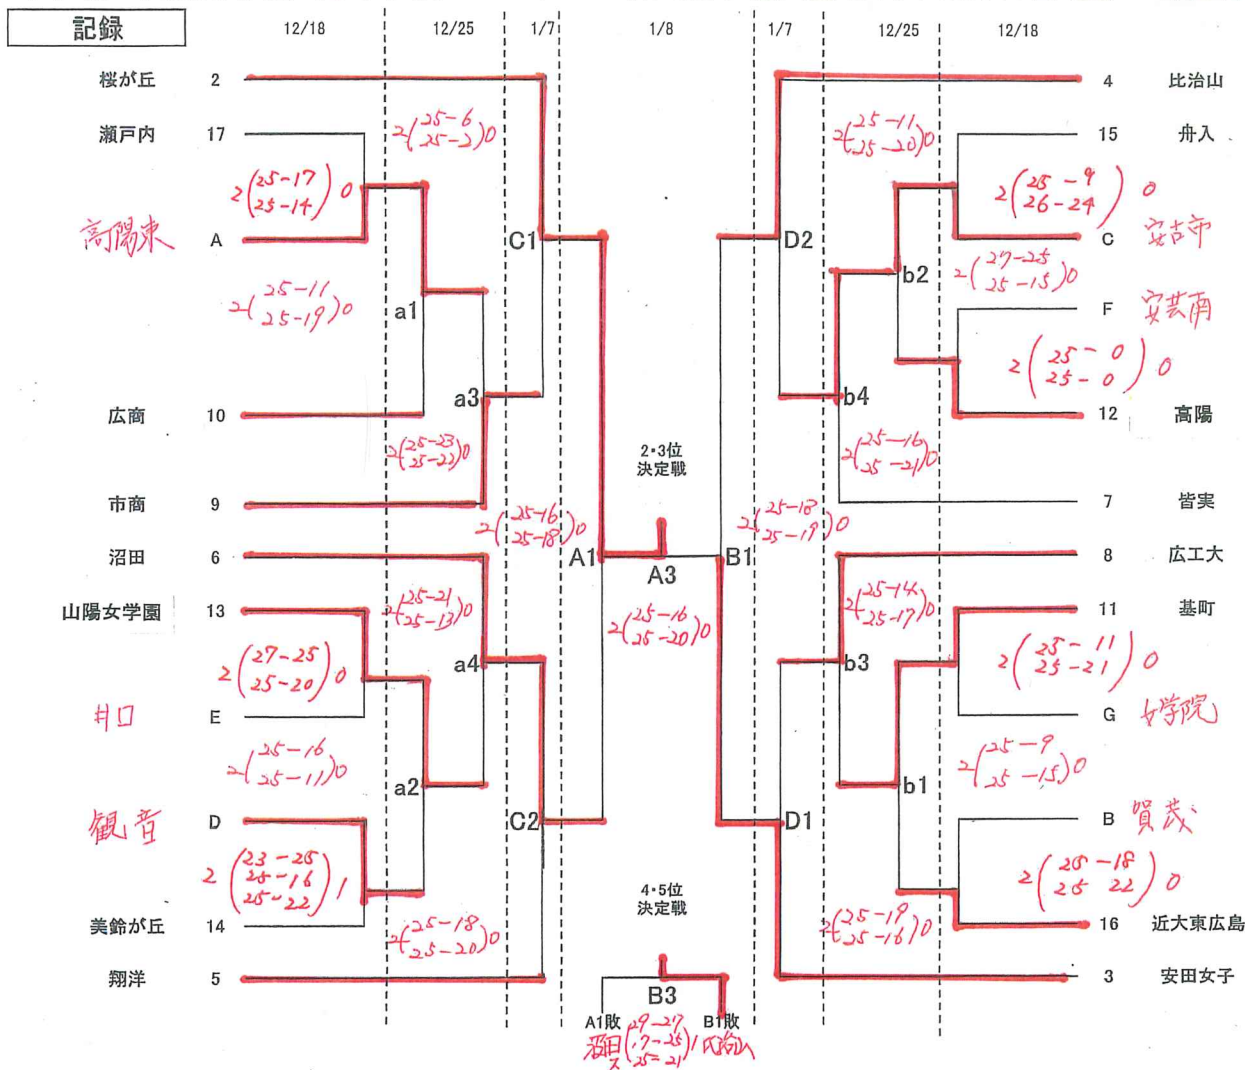 記録
12/18 12/25 1/7 1/8 1/7 12/25 12/18
桜が丘 2
4 比治山
瀬戸内 17
2(25-6 25-2)0
2(25-11 25-20)0
15 舟入
2(25-17 25-14)0
2(25-9 26-24)0
高陽東 A
C1
D2
C 安古市
2(25-11 25-19)0
a1
b2
2(27-25 25-15)0
F 安芸南
2(25-0 25-0)0
広商 10
a3
b4
12 高陽
2(25-23 25-22)0
2・3位
決定戦
2(25-16 25-21)0
市商 9
7 皆実
2(25-16 25-18)0
2(25-18 25-19)0
沼田 6
A1
A3
B1
8 広工大
山陽女学園 13
2(25-21 25-13)0
2(25-16 25-20)0
2(25-14 25-17)0
11 基町
2(27-25 25-20)0
a4
b3
2(25-11 25-21)0
井口 E
G 女学院
2(25-16 25-11)0
a2
b1
2(25-9 25-15)0
観音 D
C2
D1
B 賀茂
2(23-25 25-16 25-22)1
4・5位
決定戦
2(25-18 25 22)0
美鈴が丘 14
2(25-18 25-20)0
2(25-19 25-16)0
16 近大東広島
翔洋 5
B3
3 安田女子
A1敗
B1敗
沼田 (29-27 17-25 25-21)1 比治山